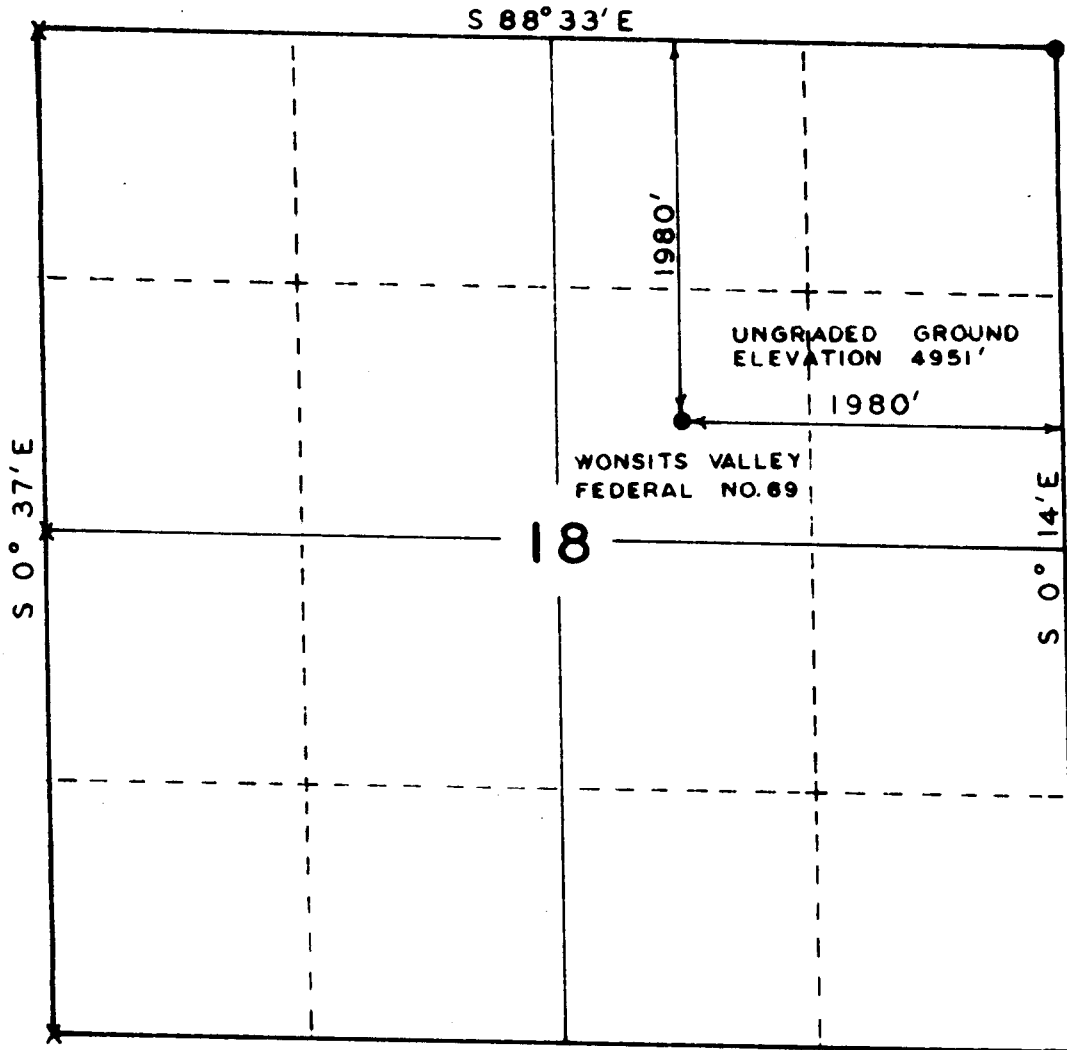 S 88° 33' E
1980'
UNGRADED GROUND
ELEVATION 4951'
1980'
WONSITS VALLEY
FEDERAL NO. 69
S 0° 37' E
18
S 0° 14' E